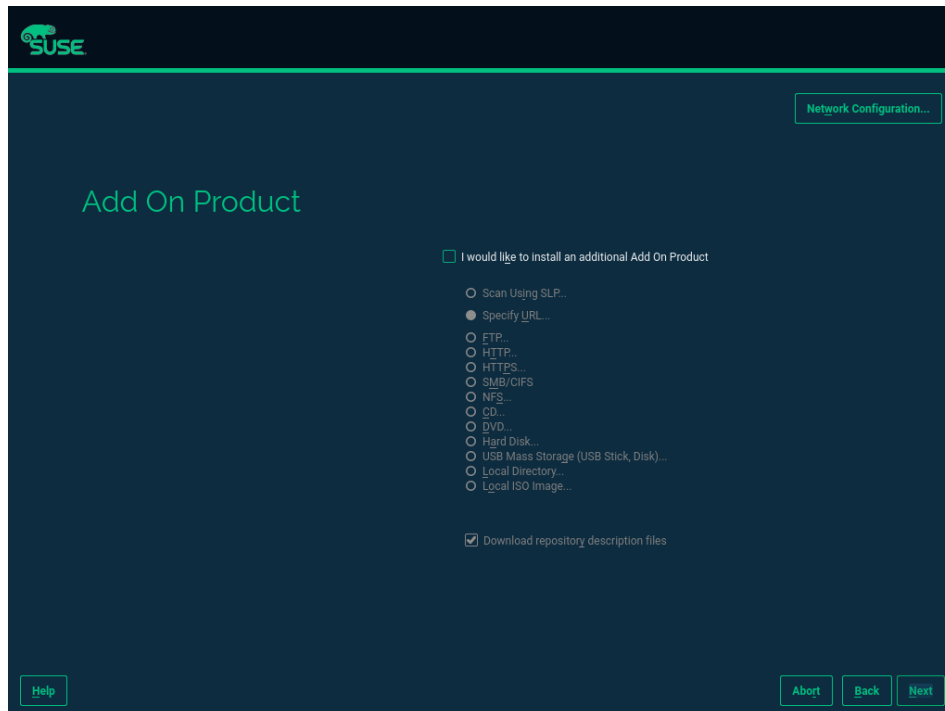 SUSE
Network Configuration...
Add On Product
I would like to install an additional Add On Product
Scan Using SLP...
Specify URL...
FTP...
HTTP...
HTTPS...
SMB/CIFS
NFS...
CD...
DVD...
Hard Disk...
USB Mass Storage (USB Stick, Disk)...
Local Directory...
Local ISO Image...
Download repository description files
Help Abort Back Next